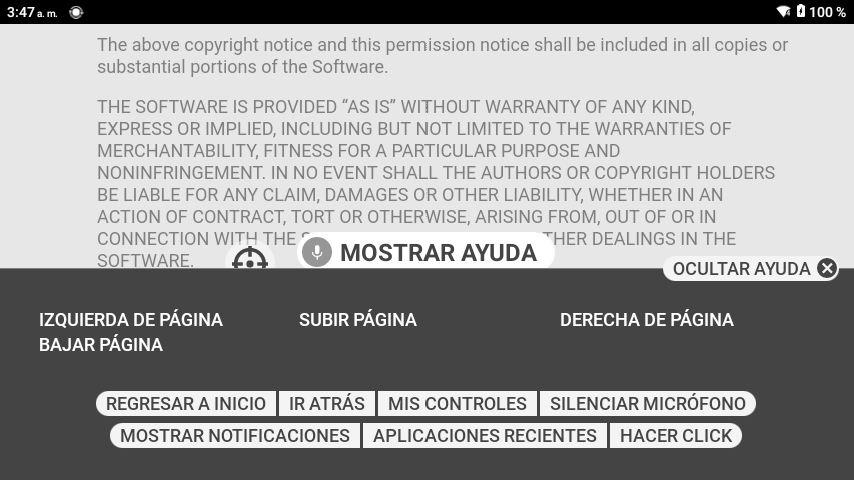 3:47 a. m.
100 %
The above copyright notice and this permission notice shall be included in all copies or
substantial portions of the Software.
THE SOFTWARE IS PROVIDED “AS IS” WITHOUT WARRANTY OF ANY KIND,
EXPRESS OR IMPLIED, INCLUDING BUT NOT LIMITED TO THE WARRANTIES OF
MERCHANTABILITY, FITNESS FOR A PARTICULAR PURPOSE AND
NONINFRINGEMENT. IN NO EVENT SHALL THE AUTHORS OR COPYRIGHT HOLDERS
BE LIABLE FOR ANY CLAIM, DAMAGES OR OTHER LIABILITY, WHETHER IN AN
ACTION OF CONTRACT, TORT OR OTHERWISE, ARISING FROM, OUT OF OR IN
CONNECTION WITH THE DEALINGS IN THE
SOFTWARE.
MOSTRAR AYUDA
OCULTAR AYUDA
IZQUIERDA DE PÁGINA SUBIR PÁGINA DERECHA DE PÁGINA
BAJAR PÁGINA
REGRESAR A INICIO IR ATRÁS MIS CONTROLES SILENCIAR MICRÓFONO
MOSTRAR NOTIFICACIONES APLICACIONES RECIENTES HACER CLICK